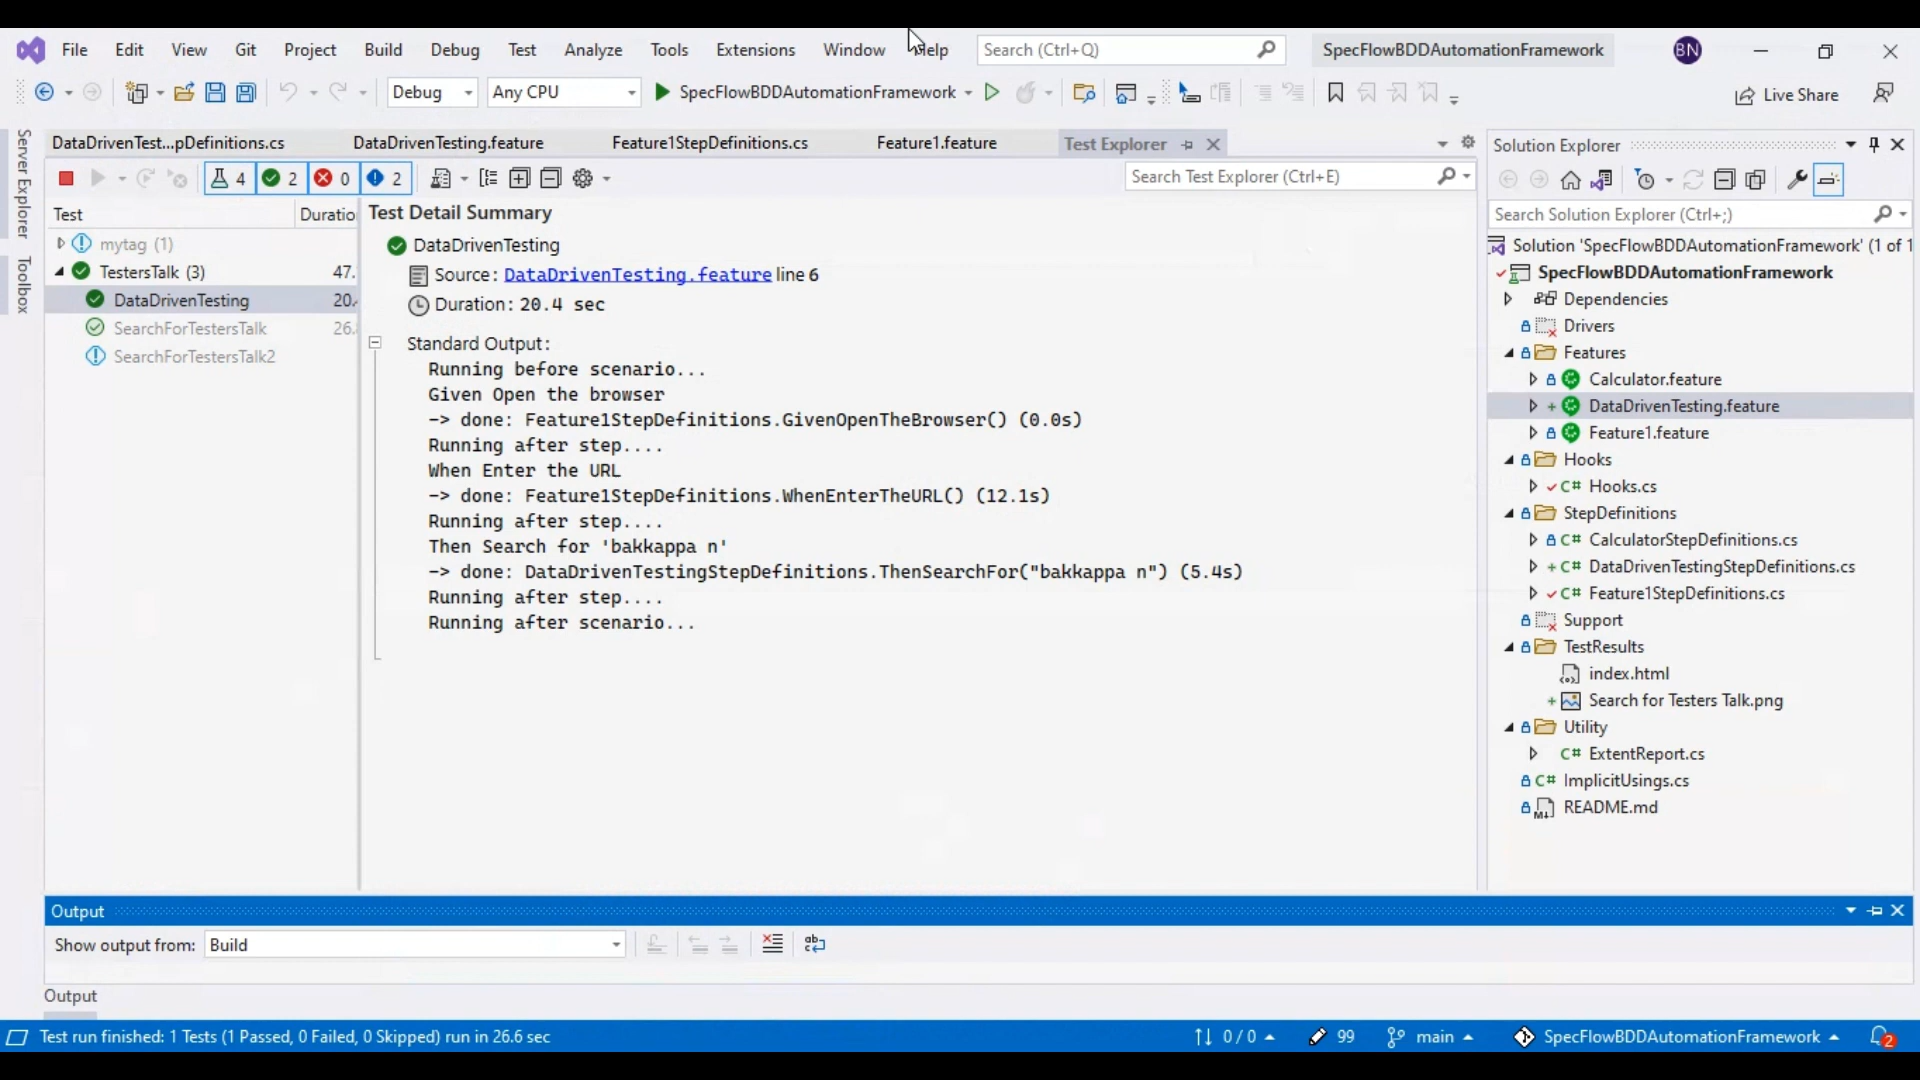 File Edit View Git Project Build Debug Test Analyze Tools Extensions Window Help Search (Ctrl+Q) SpecFlowBDDAutomationFramework BN
Debug Any CPU SpecFlowBDDAutomationFramework Live Share
DataDrivenTest...pDefinitions.cs DataDrivenTesting.feature Feature1StepDefinitions.cs Feature1.feature Test Explorer
4 2 0 2 Search Test Explorer (Ctrl+E)
Server Explorer
Toolbox
Test Duratio
mytag (1)
TestersTalk (3) 47.
DataDrivenTesting 20.
SearchForTestersTalk 26.
SearchForTestersTalk2
Test Detail Summary
DataDrivenTesting
Source: DataDrivenTesting.feature line 6
Duration: 20.4 sec
Standard Output:
Running before scenario...
Given Open the browser
-> done: Feature1StepDefinitions.GivenOpenTheBrowser() (0.0s)
Running after step....
When Enter the URL
-> done: Feature1StepDefinitions.WhenEnterTheURL() (12.1s)
Running after step....
Then Search for 'bakkappa n'
-> done: DataDrivenTestingStepDefinitions.ThenSearchFor("bakkappa n") (5.4s)
Running after step....
Running after scenario...
Solution Explorer
Search Solution Explorer (Ctrl+;)
Solution 'SpecFlowBDDAutomationFramework' (1 of 1
SpecFlowBDDAutomationFramework
Dependencies
Drivers
Features
Calculator.feature
DataDrivenTesting.feature
Feature1.feature
Hooks
C# Hooks.cs
StepDefinitions
C# CalculatorStepDefinitions.cs
C# DataDrivenTestingStepDefinitions.cs
C# Feature1StepDefinitions.cs
Support
TestResults
index.html
Search for Testers Talk.png
Utility
C# ExtentReport.cs
C# ImplicitUsings.cs
README.md
Output
Show output from: Build
Output
Test run finished: 1 Tests (1 Passed, 0 Failed, 0 Skipped) run in 26.6 sec 0 / 0 99 main SpecFlowBDDAutomationFramework 2